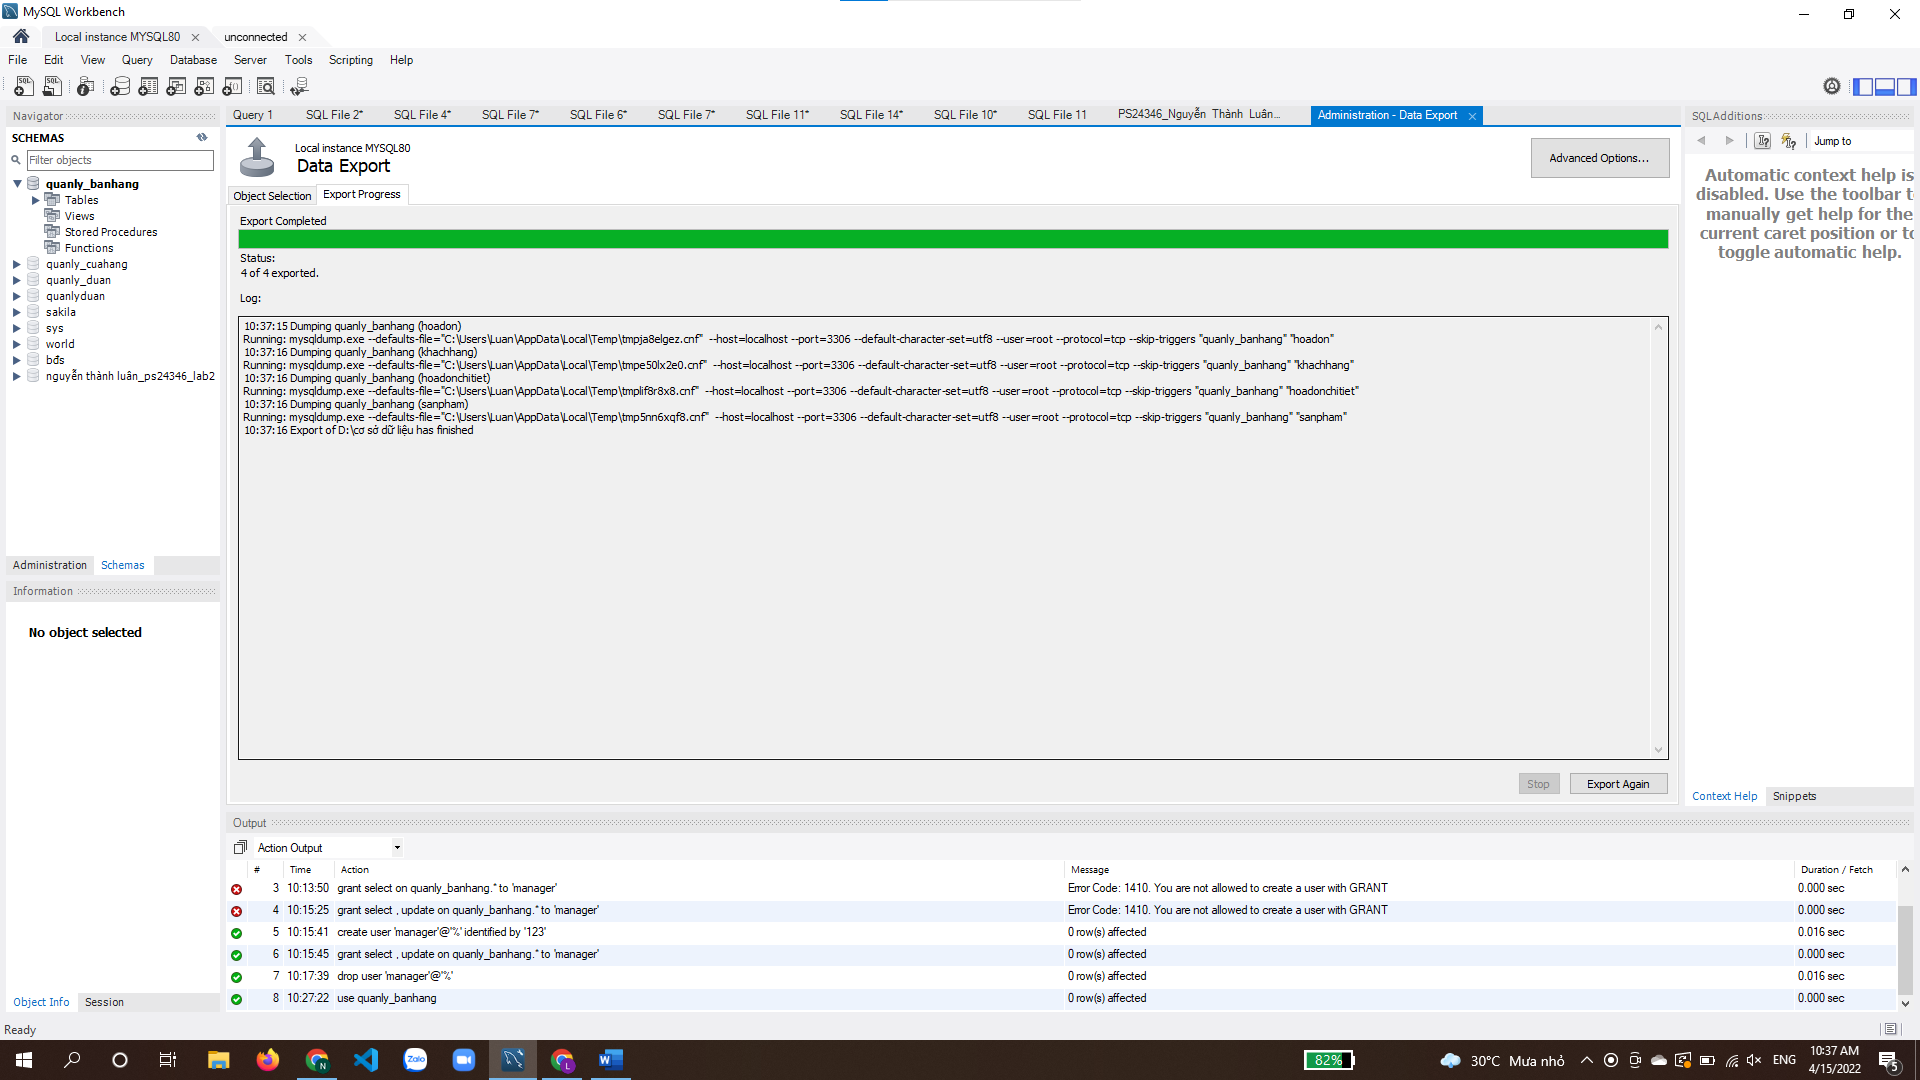 MySQL Workbench
Local instance MYSQL80
unconnected
File Edit View Query Database Server Tools Scripting Help
Navigator
SCHEMAS
Filter objects
quanly_banhang
Tables
Views
Stored Procedures
Functions
quanly_cuahang
quanly_duan
quanlyduan
sakila
sys
world
bđs
nguyễn thành luân_ps24346_lab2
Administration Schemas
Information
No object selected
Object Info Session
Query 1 SQL File 2* SQL File 4* SQL File 7* SQL File 6* SQL File 7* SQL File 11* SQL File 14* SQL File 10* SQL File 11 PS24346_Nguyễn Thành Luân... Administration - Data Export
Local instance MYSQL80
Data Export
Advanced Options...
Object Selection Export Progress
Export Completed
Status:
4 of 4 exported.
Log:
10:37:15 Dumping quanly_banhang (hoadon)
Running: mysqldump.exe --defaults-file="C:\Users\Luan\AppData\Local\Temp\tmpja8elgez.cnf" --host=localhost --port=3306 --default-character-set=utf8 --user=root --protocol=tcp --skip-triggers "quanly_banhang" "hoadon"
10:37:16 Dumping quanly_banhang (khachhang)
Running: mysqldump.exe --defaults-file="C:\Users\Luan\AppData\Local\Temp\tmpe50lx2e0.cnf" --host=localhost --port=3306 --default-character-set=utf8 --user=root --protocol=tcp --skip-triggers "quanly_banhang" "khachhang"
10:37:16 Dumping quanly_banhang (hoadonchitiet)
Running: mysqldump.exe --defaults-file="C:\Users\Luan\AppData\Local\Temp\tmplif8r8x8.cnf" --host=localhost --port=3306 --default-character-set=utf8 --user=root --protocol=tcp --skip-triggers "quanly_banhang" "hoadonchitiet"
10:37:16 Dumping quanly_banhang (sanpham)
Running: mysqldump.exe --defaults-file="C:\Users\Luan\AppData\Local\Temp\tmp5nn6xqf8.cnf" --host=localhost --port=3306 --default-character-set=utf8 --user=root --protocol=tcp --skip-triggers "quanly_banhang" "sanpham"
10:37:16 Export of D:\cơ sở dữ liệu has finished
Stop Export Again
SQLAdditions
Jump to
Automatic context help is
disabled. Use the toolbar t
manually get help for the
current caret position or to
toggle automatic help.
Context Help Snippets
Output
Action Output
# Time Action Message Duration / Fetch
3 10:13:50 grant select on quanly_banhang.* to 'manager' Error Code: 1410. You are not allowed to create a user with GRANT 0.000 sec
4 10:15:25 grant select , update on quanly_banhang.* to 'manager' Error Code: 1410. You are not allowed to create a user with GRANT 0.000 sec
5 10:15:41 create user 'manager'@'%' identified by '123' 0 row(s) affected 0.016 sec
6 10:15:45 grant select , update on quanly_banhang.* to 'manager' 0 row(s) affected 0.000 sec
7 10:17:39 drop user 'manager'@'%' 0 row(s) affected 0.016 sec
8 10:27:22 use quanly_banhang 0 row(s) affected 0.000 sec
Ready
82%
30°C Mưa nhỏ
ENG
10:37 AM
4/15/2022
5